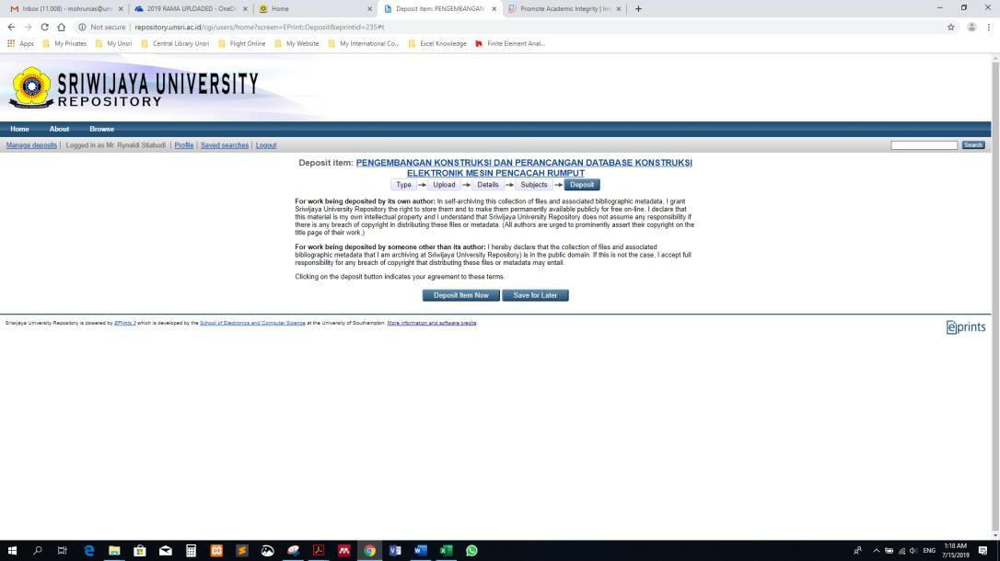 Inbox (11,008) - mohrunias@uns
2019 RAMA UPLOADED - OneDri
Home
Deposit item: PENGEMBANGAN
Promote Academic Integrity | Im
Not secure | repository.unsri.ac.id/cgi/users/home?screen=EPrint:Deposit&eprintid=235#t
Apps My Privates My Unsri Central Library Unsri Flight Online My Website My International Co... Excel Knowledge Finite Element Anal...
SRIWIJAYA UNIVERSITY
REPOSITORY
Home About Browse
Manage deposits | Logged in as Mr. Rynaldi Stiabudi | Profile | Saved searches | Logout
Search
Deposit item: PENGEMBANGAN KONSTRUKSI DAN PERANCANGAN DATABASE KONSTRUKSI
ELEKTRONIK MESIN PENCACAH RUMPUT
Type Upload Details Subjects Deposit
For work being deposited by its own author: In self-archiving this collection of files and associated bibliographic metadata, I grant
Sriwijaya University Repository the right to store them and to make them permanently available publicly for free on-line. I declare that
this material is my own intellectual property and I understand that Sriwijaya University Repository does not assume any responsibility if
there is any breach of copyright in distributing these files or metadata. (All authors are urged to prominently assert their copyright on the
title page of their work.)
For work being deposited by someone other than its author: I hereby declare that the collection of files and associated
bibliographic metadata that I am archiving at Sriwijaya University Repository) is in the public domain. If this is not the case, I accept full
responsibility for any breach of copyright that distributing these files or metadata may entail.
Clicking on the deposit button indicates your agreement to these terms.
Deposit Item Now Save for Later
Sriwijaya University Repository is powered by EPrints 3 which is developed by the School of Electronics and Computer Science at the University of Southampton. More information and software credits.
eprints
ENG
1:18 AM
7/15/2019